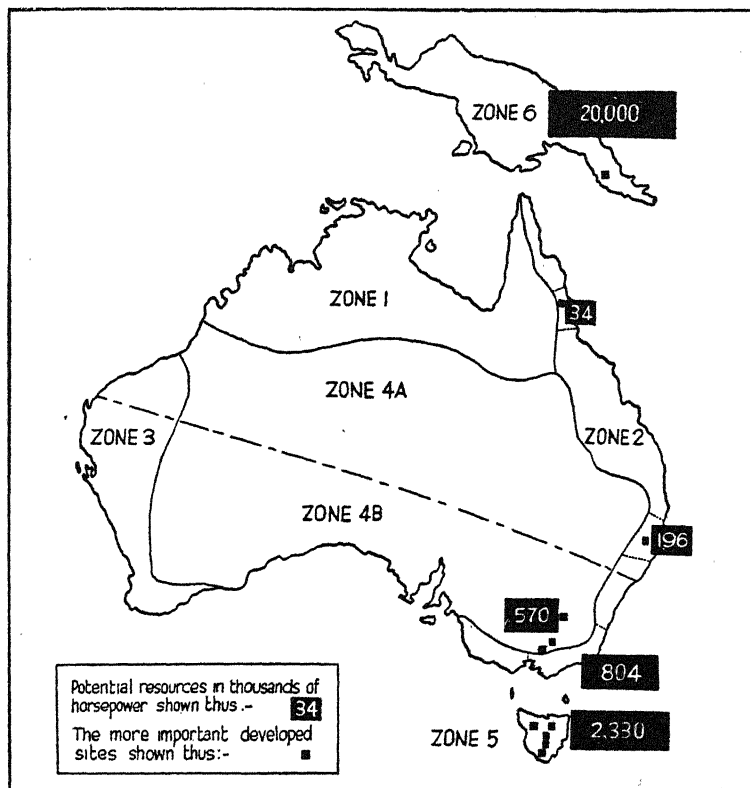 ZONE 6
20,000
ZONE 1
34
ZONE 4A
ZONE 3
ZONE 2
ZONE 4B
196
570
804
Potential resources in thousands of
horsepower shown thus:-
34
The more important developed
sites shown thus:-
ZONE 5
2,330